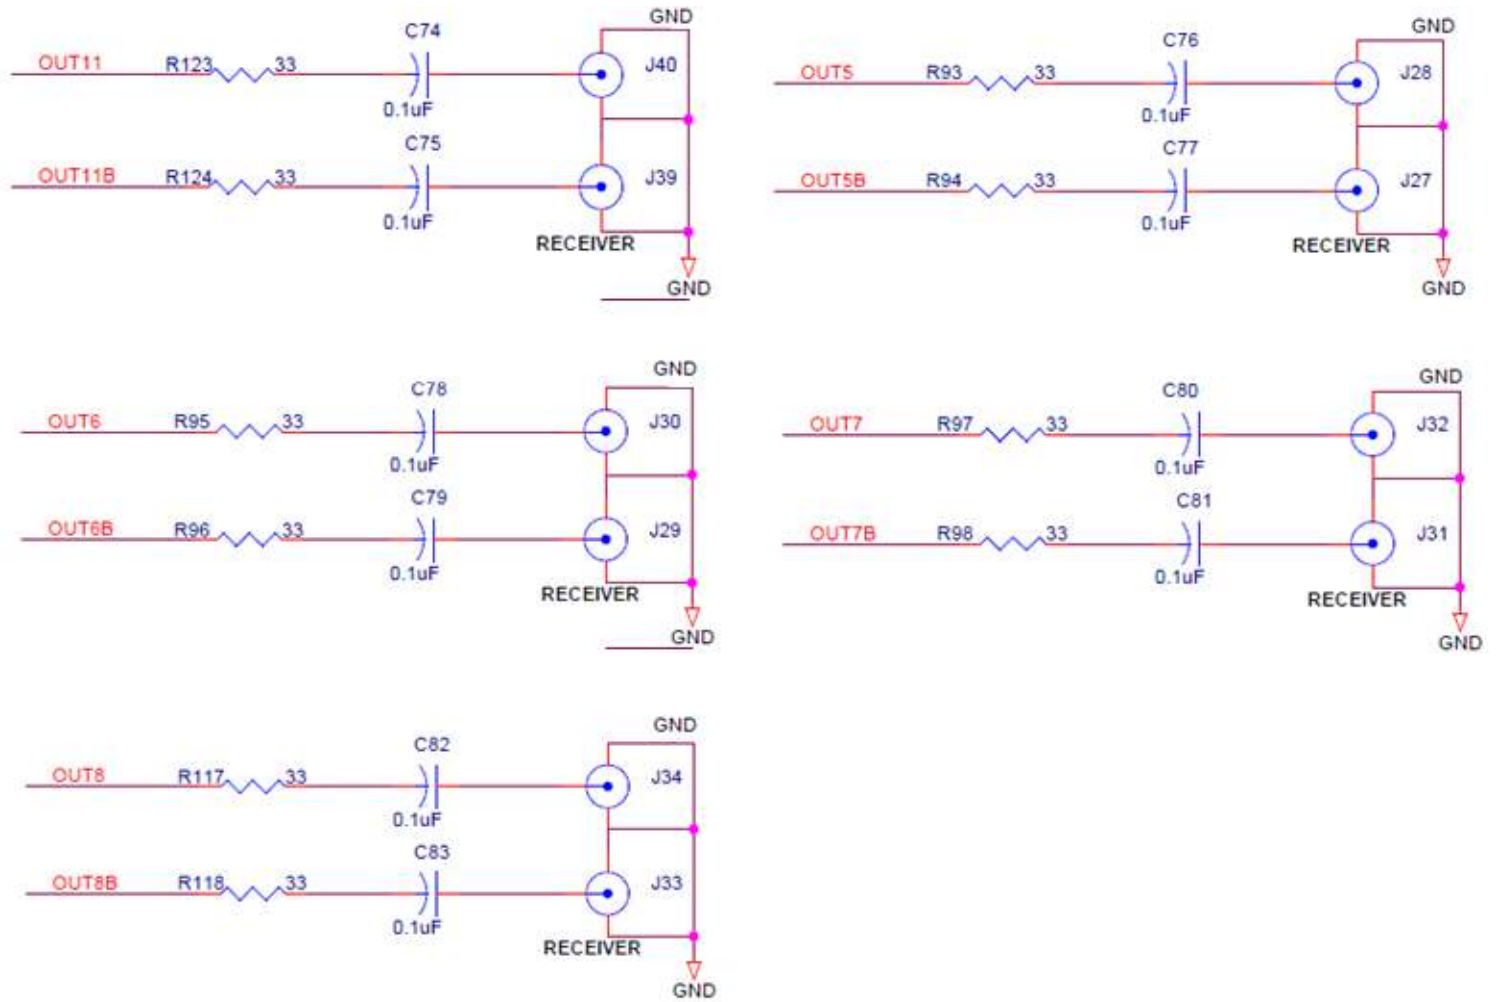 GND
C74
OUT11 R123 33 J40
0.1uF
C75
OUT11B R124 33 J39
0.1uF
RECEIVER
GND
GND
C76
OUT5 R93 33 J28
0.1uF
C77
OUT5B R94 33 J27
0.1uF
RECEIVER
GND
GND
C78
OUT6 R95 33 J30
0.1uF
C79
OUT6B R96 33 J29
0.1uF
RECEIVER
GND
GND
C80
OUT7 R97 33 J32
0.1uF
C81
OUT7B R98 33 J31
0.1uF
RECEIVER
GND
GND
C82
OUT8 R117 33 J34
0.1uF
C83
OUT8B R118 33 J33
0.1uF
RECEIVER
GND